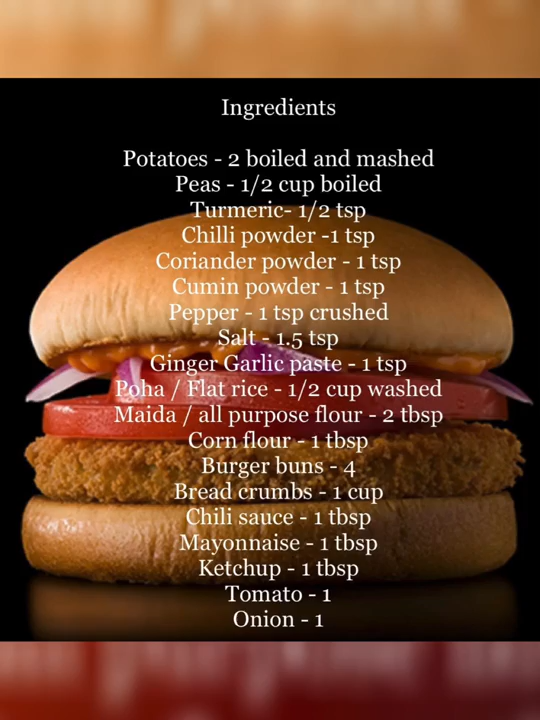 Ingredients
Potatoes - 2 boiled and mashed
Peas - 1/2 cup boiled
Turmeric- 1/2 tsp
Chilli powder -1 tsp
Coriander powder - 1 tsp
Cumin powder - 1 tsp
Pepper - 1 tsp crushed
Salt - 1.5 tsp
Ginger Garlic paste - 1 tsp
Poha / Flat rice - 1/2 cup washed
Maida / all purpose flour - 2 tbsp
Corn flour - 1 tbsp
Burger buns - 4
Bread crumbs - 1 cup
Chili sauce - 1 tbsp
Mayonnaise - 1 tbsp
Ketchup - 1 tbsp
Tomato - 1
Onion - 1